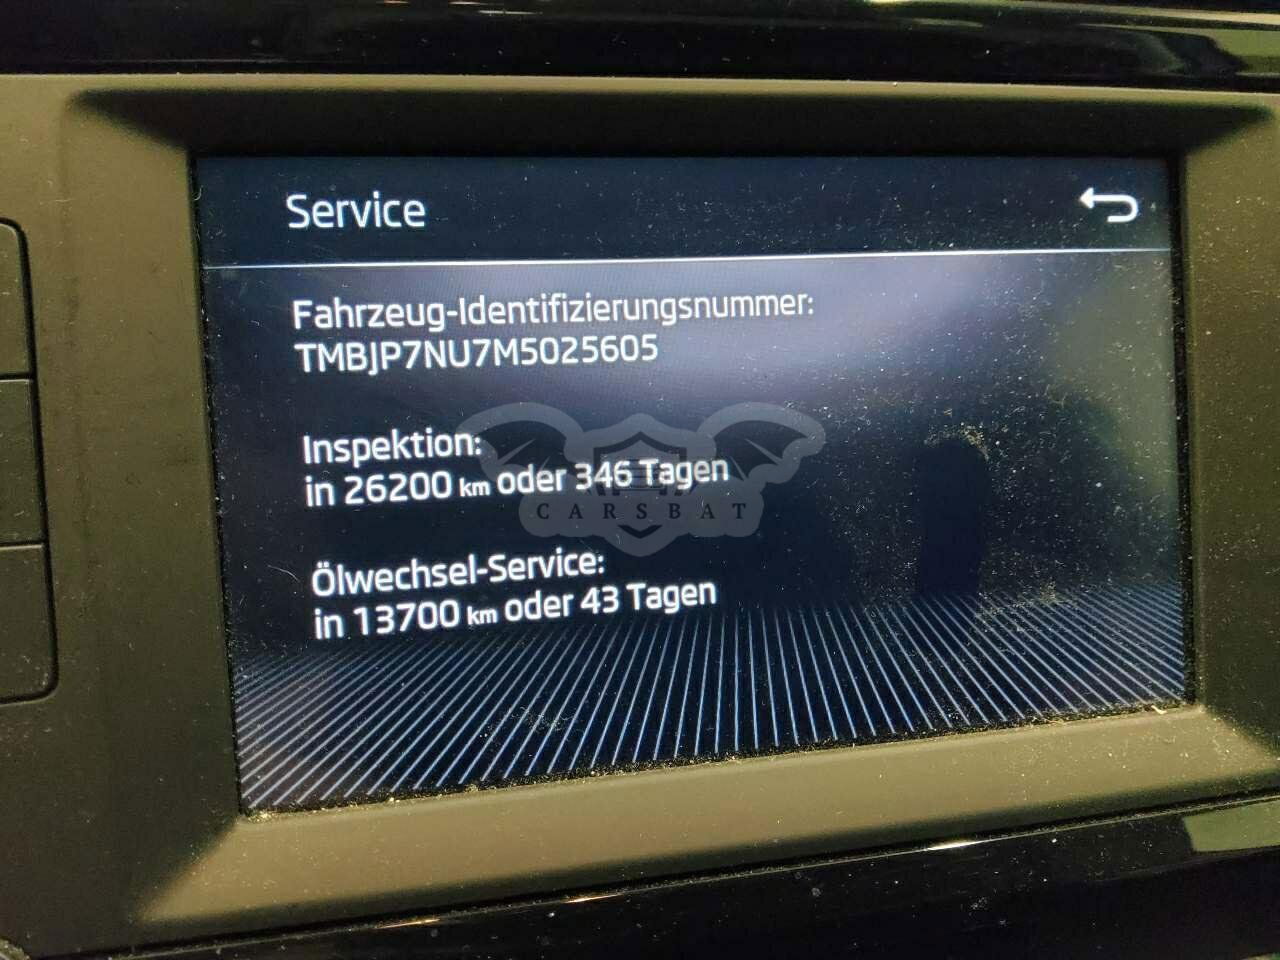 Service
Fahrzeug-Identifizierungsnummer:
TMBJP7NU7M5025605
Inspektion:
in 26200 km oder 346 Tagen
CARSBAT
Ölwechsel-Service:
in 13700 km oder 43 Tagen